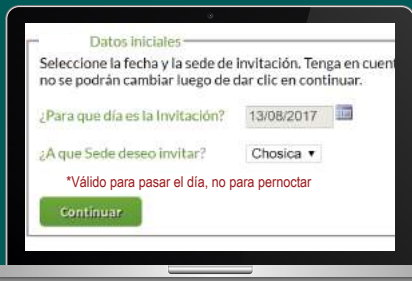 Datos iniciales
Seleccione la fecha y la sede de invitación. Tenga en cuen
no se podrán cambiar luego de dar clic en continuar.
¿Para que día es la Invitación? 13/08/2017
¿A que Sede deseo invitar? Chosica
*Válido para pasar el día, no para pernoctar
Continuar